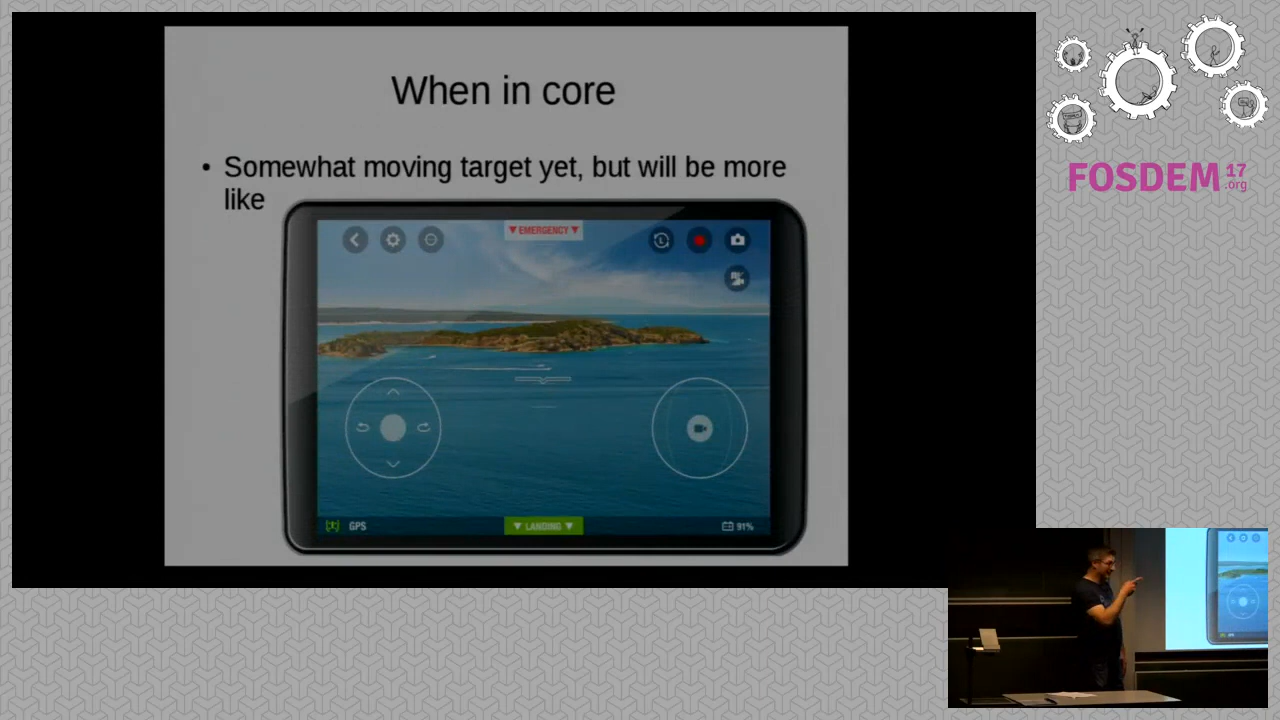 When in core
• Somewhat moving target yet, but will be more
like
▼ EMERGENCY ▼
GPS
▼ LANDING ▼
91%
FOSDEM 17
.org